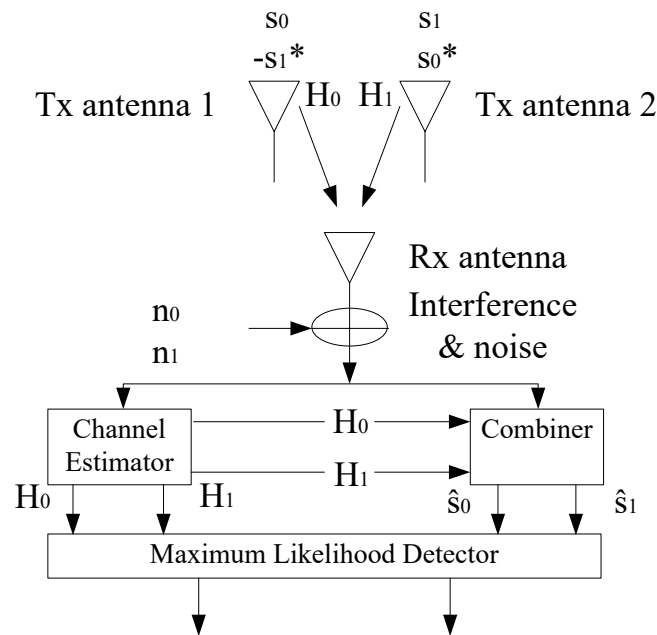 s0 s1
-s1* s0*
Tx antenna 1 H0 H1 Tx antenna 2
Rx antenna
Interference
& noise
n0
n1
Channel
Estimator
H0
H1
Combiner
H0 H1 ŝ0 ŝ1
Maximum Likelihood Detector